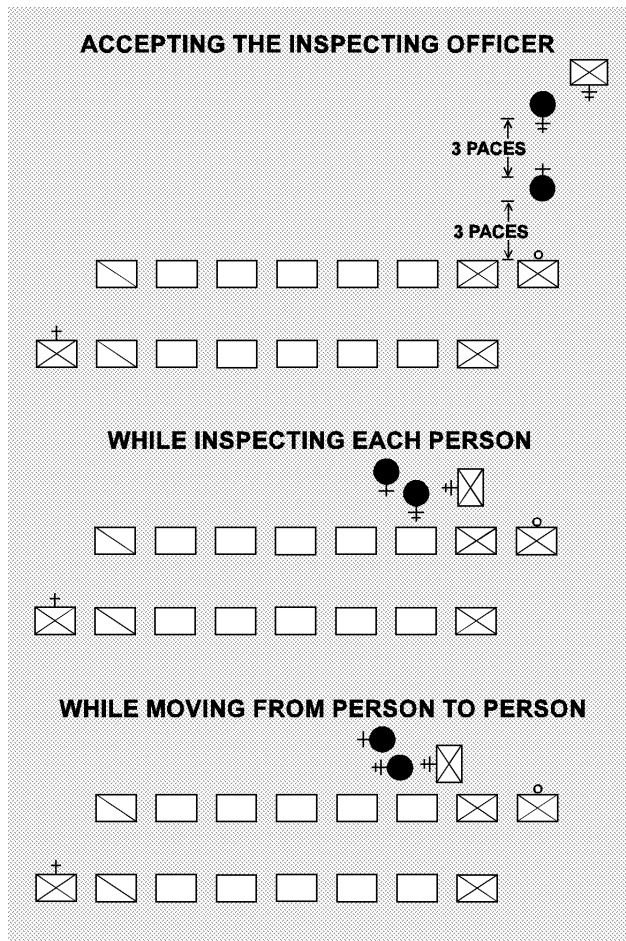 ACCEPTING THE INSPECTING OFFICER
3 PACES
3 PACES
WHILE INSPECTING EACH PERSON
WHILE MOVING FROM PERSON TO PERSON